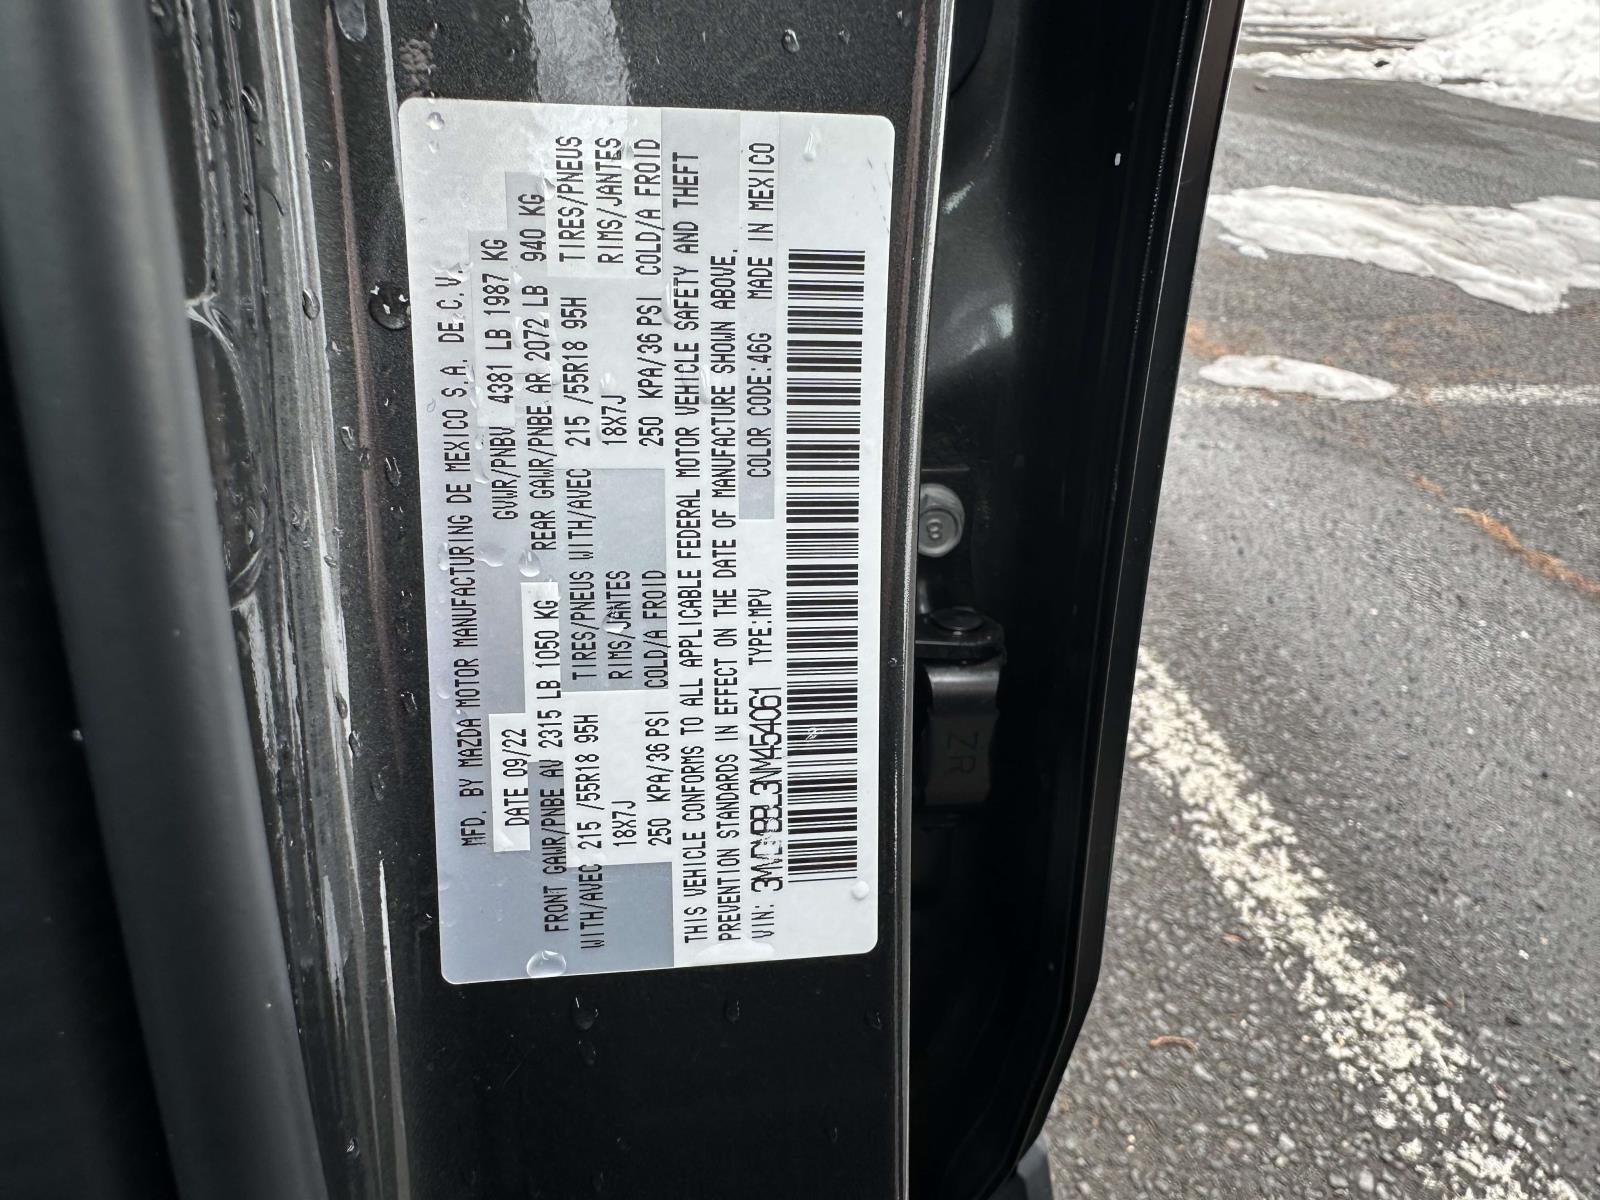 MFD. BY MAZDA MOTOR MANUFACTURING DE MEXICO S.A. DE C.V.
DATE 09/22 GVWR/PNBV 4381 LB 1987 KG
FRONT GAWR/PNBE AV 2315 LB 1050 KG REAR GAWR/PNBE AR 2072 LB 940 KG
WITH/AVEC 215 /55R18 95H TIRES/PNEUS WITH/AVEC 215 /55R18 95H TIRES/PNEUS
18X7J RIMS/JANTES 18X7J RIMS/JANTES
250 KPA/36 PSI COLD/A FROID 250 KPA/36 PSI COLD/A FROID
THIS VEHICLE CONFORMS TO ALL APPLICABLE FEDERAL MOTOR VEHICLE SAFETY AND THEFT
PREVENTION STANDARDS IN EFFECT ON THE DATE OF MANUFACTURE SHOWN ABOVE.
VIN: 3MVDMBBL3NM454061 TYPE:MPV COLOR CODE:46G MADE IN MEXICO
8
ZR